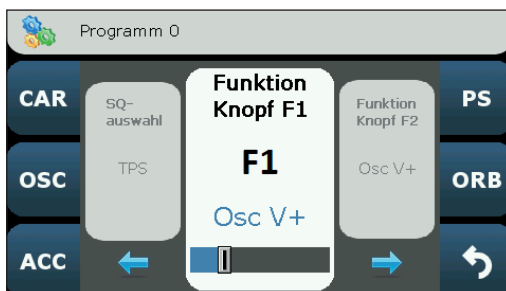 Programm 0
CAR
OSC
ACC
SQ-
auswahl
TPS
Funktion
Knopf F1
F1
Osc V+
Funktion
Knopf F2
Osc V+
PS
ORB